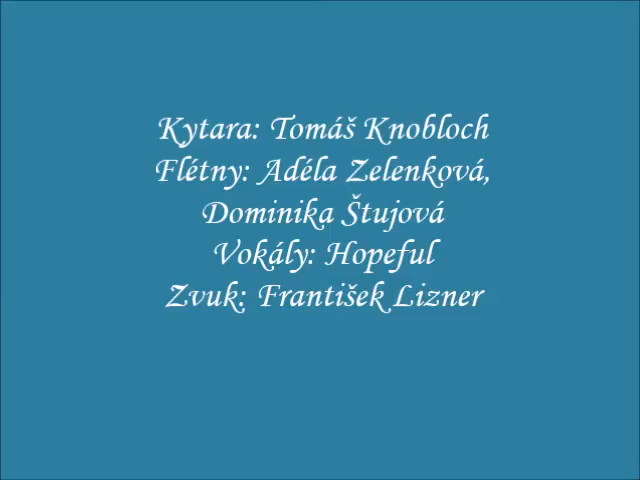 Kytara: Tomáš Knobloch
Flétny: Adéla Zelenková,
Dominika Štujová
Vokály: Hopeful
Zvuk: František Lizner